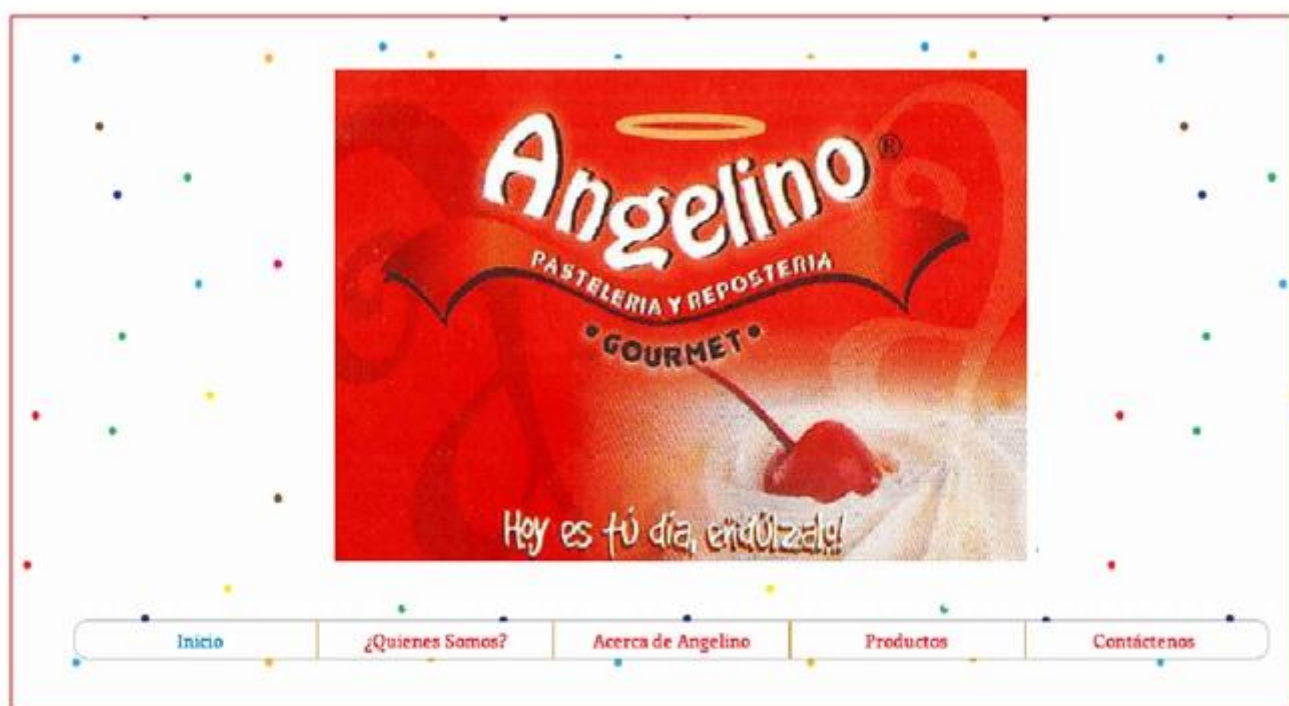 Angelino®
PASTELERIA Y REPOSTERIA
•GOURMET•
Hoy es tú día, endúlzalo!
Inicio
¿Quienes Somos?
Acerca de Angelino
Productos
Contáctenos